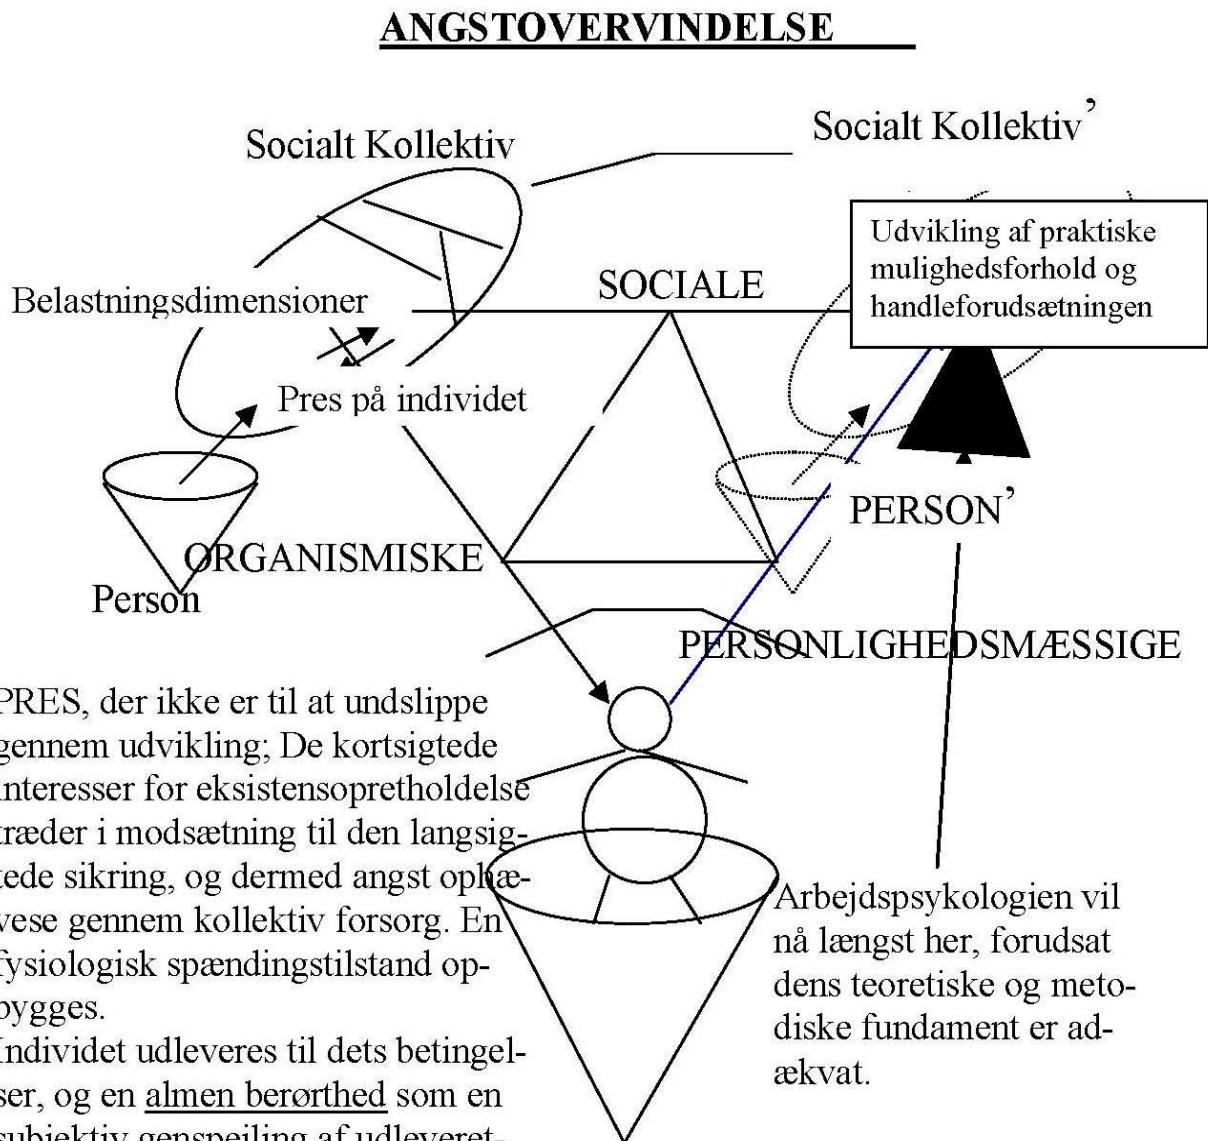 ANGSTOVERVINDELSE
Socialt Kollektiv
Socialt Kollektiv’
Udvikling af praktiske
mulighedsforhold og
handleforudsætningen
SOCIALE
Belastningsdimensioner
Pres på individet
PERSON’
ORGANISMISKE
Person
PERSONLIGHEDSMÆSSIGE
PRES, der ikke er til at undslippe
gennem udvikling; De kortsigtede
interesser for eksistensopretholdelse
træder i modsætning til den langsig-
tede sikring, og dermed angst ophæ-
vese gennem kollektiv forsorg. En
fysiologisk spændingstilstand op-
bygges.
Individet udleveres til dets betingel-
ser, og en almen berørthed som en
subjektiv genspejling af udleveret-
Arbejdspsykologien vil
nå længst her, forudsat
dens teoretiske og meto-
diske fundament er ad-
ækvat.